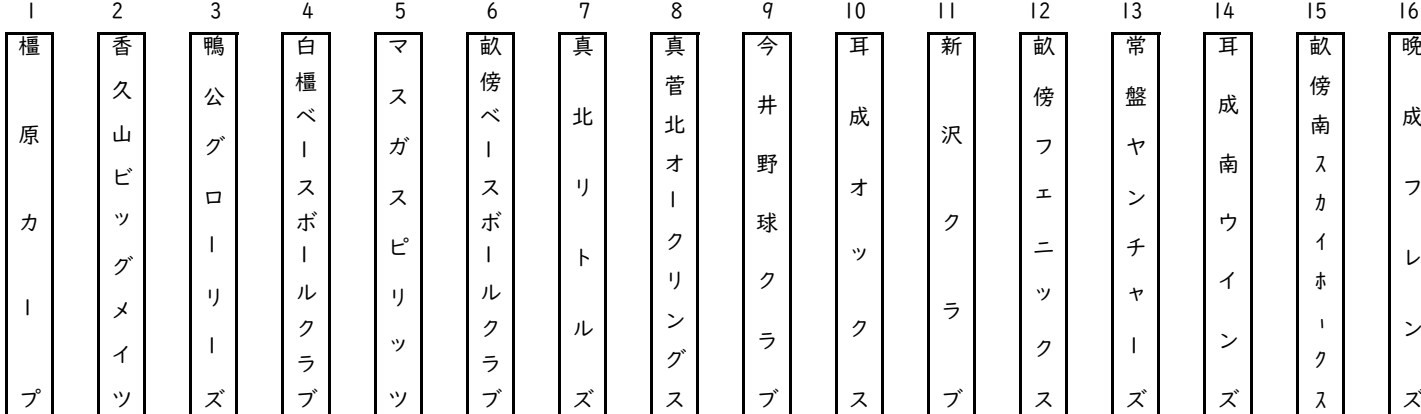 1 2 3 4 5 6 7 8 9 10 11 12 13 14 15 16
橿原カープ
香久山ビッグメイツ
鴨公グローリーズ
白橿ベースボールクラブ
マスガスピリッツ
畝傍ベースボールクラブ
真北リトルズ
真菅北オークリングス
今井野球クラブ
耳成オックス
新沢クラブ
畝傍フェニックス
常盤ヤンチャーズ
耳成南ウインズ
畝傍南スカイホークス
晩成フレンズ